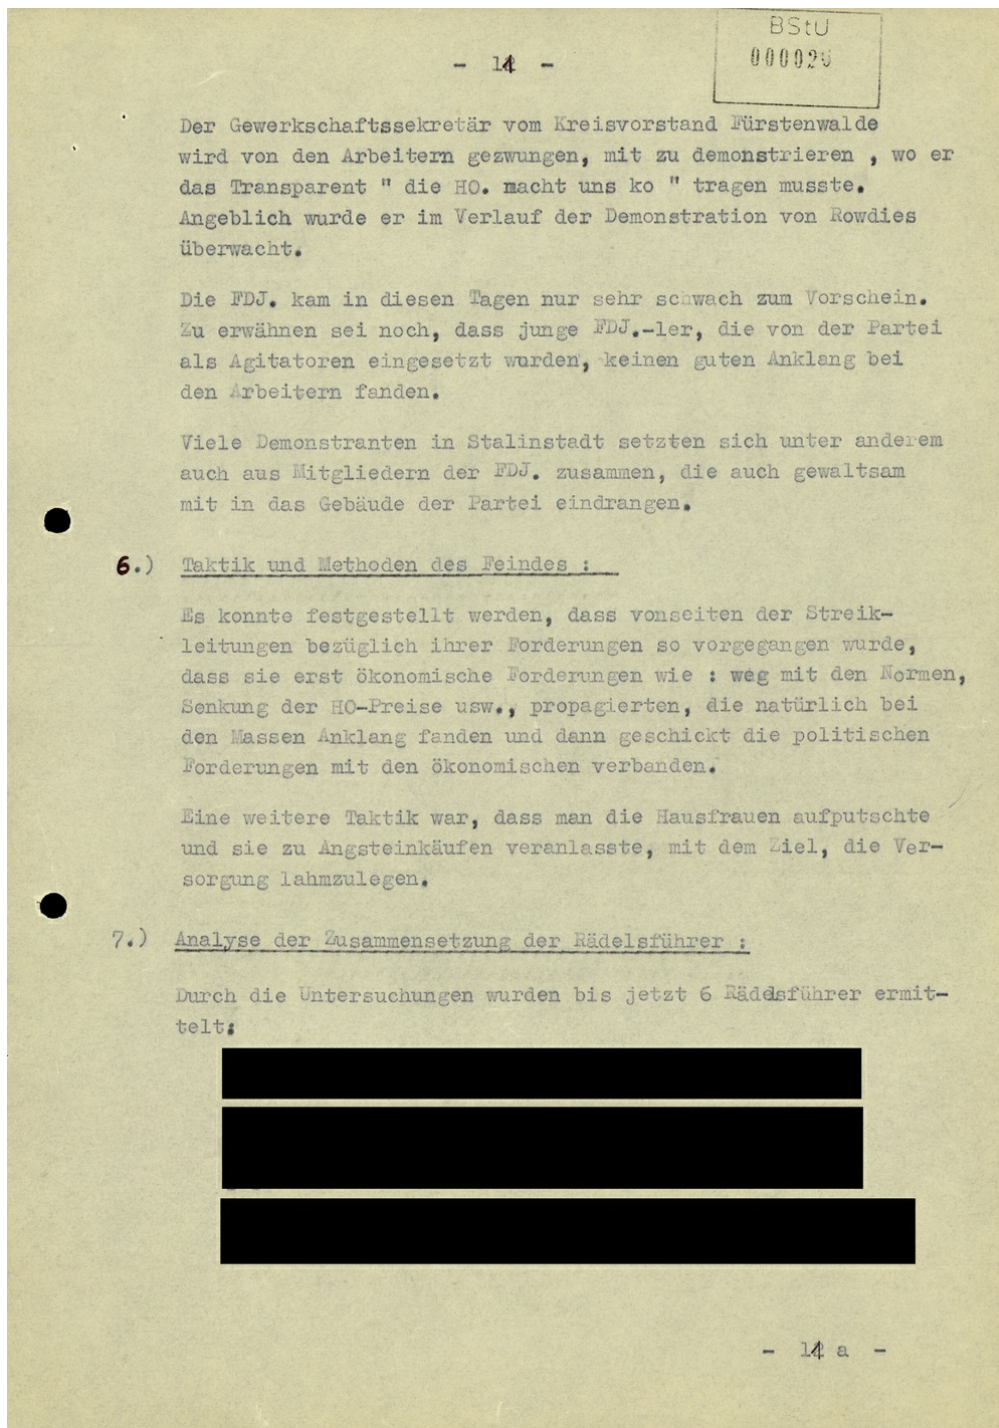 BStU
- 14 -
Der Gewerkschaftssekretär vom Kreisvorstand Fürstenwalde
wird von den Arbeitern gezwungen, mit zu demonstrieren , wo er
das Transparent " die HO. macht uns ko " tragen musste.
Angeblich wurde er im Verlauf der Demonstration von Rowdies
überwacht.
Die FDJ. kam in diesen Tagen nur sehr schwach zum Vorschein.
Zu erwähnen sei noch, dass junge FDJ.-ler, die von der Partei
als Agitatoren eingesetzt wurden, keinen guten Anklang bei
den Arbeitern fanden.
Viele Demonstranten in Stalinstadt setzten sich unter anderem
auch aus Mitgliedern der FDJ. zusammen, die auch gewaltsam
mit in das Gebäude der Partei eindrangen.
6.) Taktik und Methoden des Feindes :
Es konnte festgestellt werden, dass vonseiten der Streik-
leitungen bezüglich ihrer Forderungen so vorgegangen wurde,
dass sie erst ökonomische Forderungen wie : weg mit den Normen,
Senkung der HO-Preise usw., propagierten, die natürlich bei
den Massen Anklang fanden und dann geschickt die politischen
Forderungen mit den ökonomischen verbanden.
Eine weitere Taktik war, dass man die Hausfrauen aufputschte
und sie zu Angsteinkäufen veranlasste, mit dem Ziel, die Ver-
sorgung lahmzulegen.
7.) Analyse der Zusammensetzung der Rädelsführer :
Durch die Untersuchungen wurden bis jetzt 6 Rädelsführer ermit-
telt:
- 14 a -